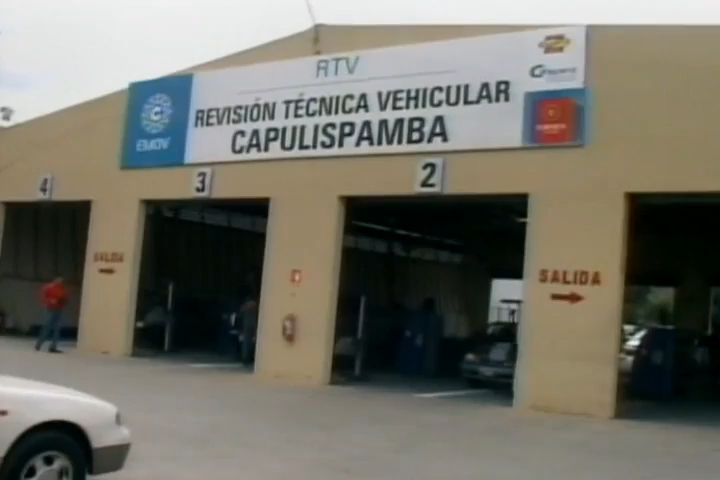 RTV
REVISIÓN TÉCNICA VEHICULAR
CAPULISPAMBA
EMOV
4
3
2
SALIDA
SALIDA